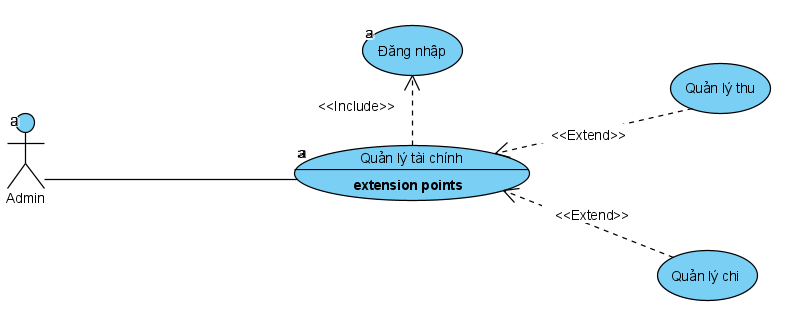 a
Đăng nhập
<<Include>>
Quản lý thu
<<Extend>>
a
Admin
a
Quản lý tài chính
extension points
<<Extend>>
Quản lý chi